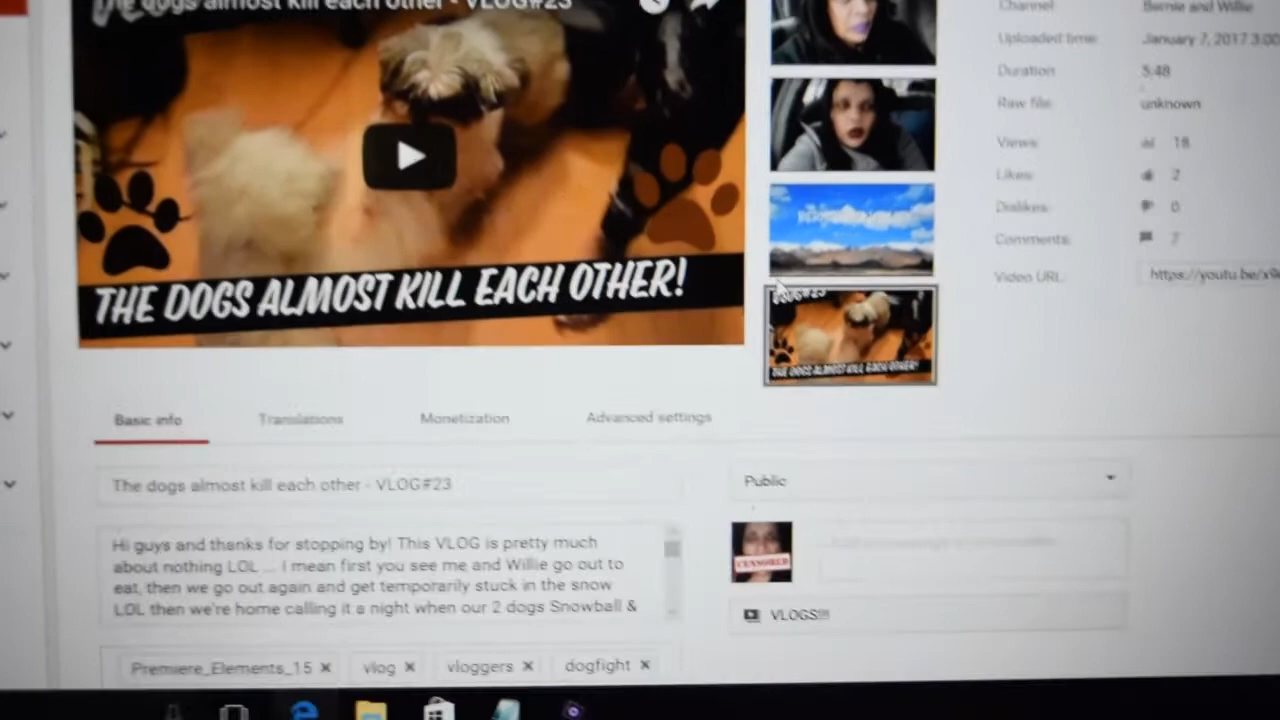 The dogs almost kill each other - VLOG#23
Channel: Bernie and Willie
Uploaded time: January 7, 2017 3:00
Duration: 5:48
Raw file: unknown
Views: 18
Likes: 2
Dislikes: 0
Comments: 7
Video URL: https://youtu.be/x9
THE DOGS ALMOST KILL EACH OTHER!
VLOG#23
THE DOGS ALMOST KILL EACH OTHER!
Basic info Translations Monetization Advanced settings
The dogs almost kill each other - VLOG#23
Public
Hi guys and thanks for stopping by! This VLOG is pretty much
about nothing LOL ... I mean first you see me and Willie go out to
eat, then we go out again and get temporarily stuck in the snow
LOL then we're home calling it a night when our 2 dogs Snowball &
CENSORED
VLOGS!!!
Premiere_Elements_15 × vlog × vloggers × dogfight ×